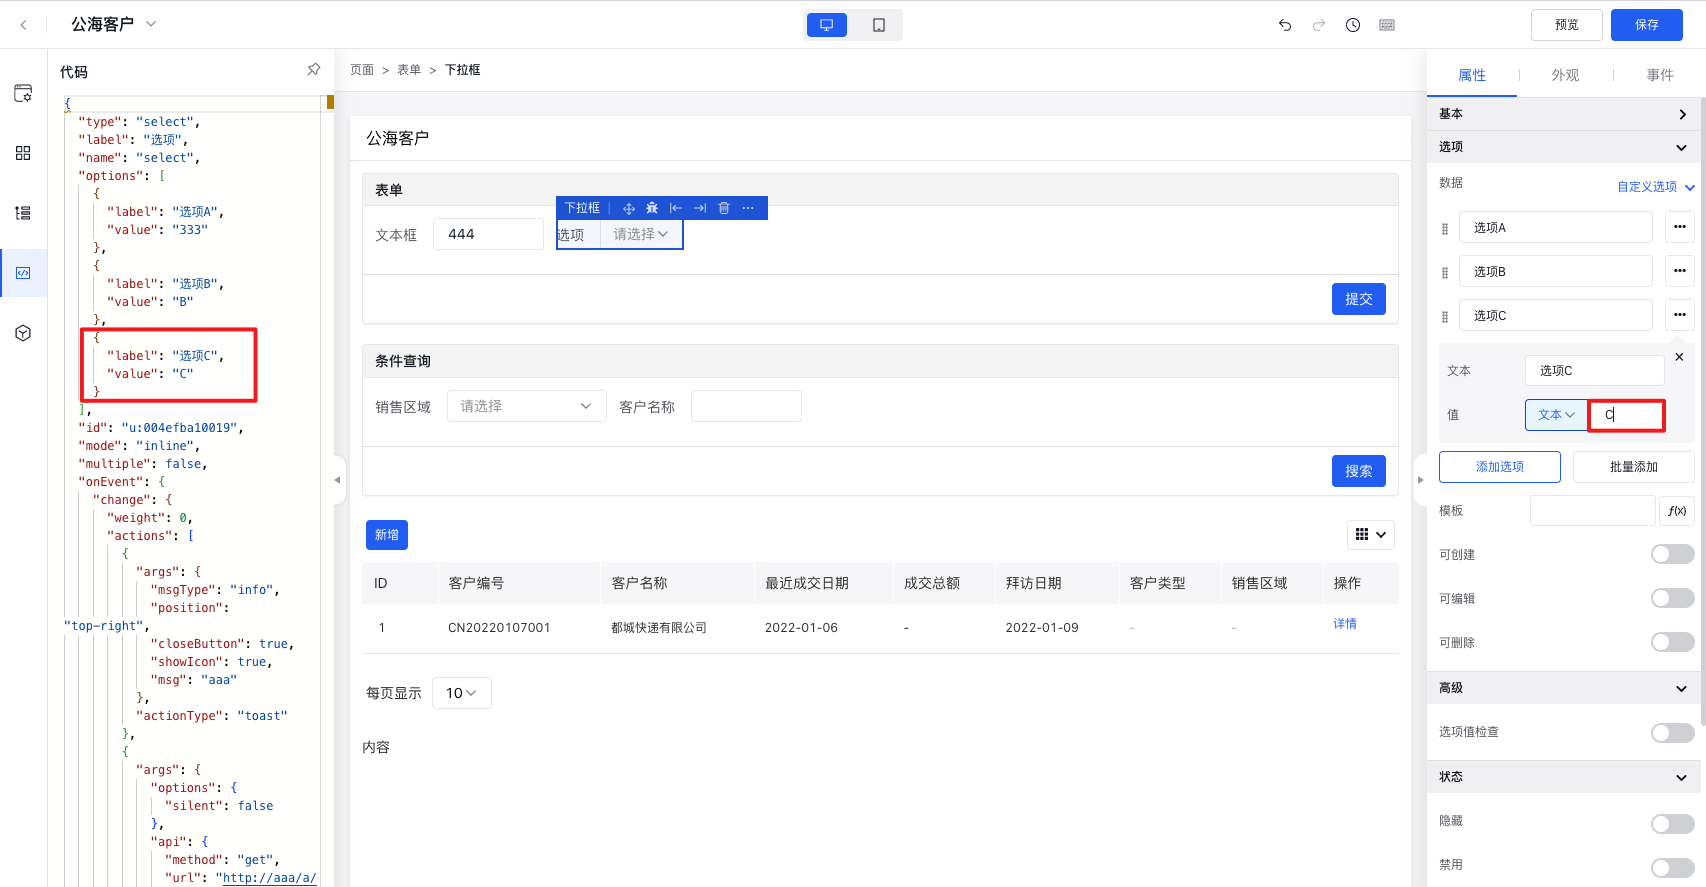 公海客户
预览
保存
代码
{
"type": "select",
"label": "选项",
"name": "select",
"options": [
{
"label": "选项A",
"value": "333"
},
{
"label": "选项B",
"value": "B"
},
{
"label": "选项C",
"value": "C"
}
],
"id": "u:004efba10019",
"mode": "inline",
"multiple": false,
"onEvent": {
"change": {
"weight": 0,
"actions": [
{
"args": {
"msgType": "info",
"position":
"top-right",
"closeButton": true,
"showIcon": true,
"msg": "aaa"
},
"actionType": "toast"
},
{
"args": {
"options": {
"silent": false
},
"api": {
"method": "get",
"url": "http://aaa/a/
页面 > 表单 > 下拉框
公海客户
表单
下拉框
文本框 444 选项 请选择
提交
条件查询
销售区域 请选择 客户名称
搜索
新增
ID 客户编号 客户名称 最近成交日期 成交总额 拜访日期 客户类型 销售区域 操作
1 CN20220107001 都城快递有限公司 2022-01-06 - 2022-01-09 - - 详情
每页显示 10
内容
属性 外观 事件
基本
选项
数据 自定义选项
选项A
选项B
选项C
文本 选项C
值 文本 C
添加选项 批量添加
模板 f(x)
可创建
可编辑
可删除
高级
选项值检查
状态
隐藏
禁用